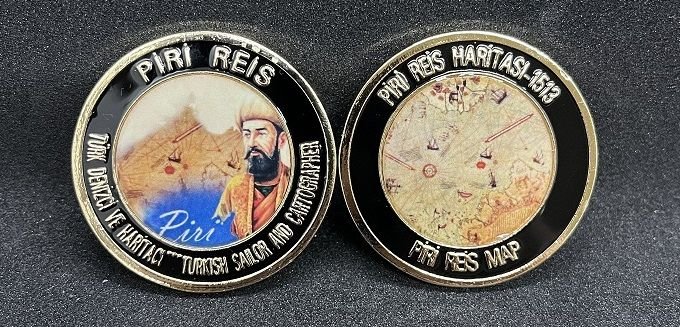 PİRİ REİS
TÜRK DENİZCİ VE HARİTACI***TURKISH SAILOR AND CARTOGRAPHER
Piri
PİRİ REİS HARİTASI-1513
PİRİ REİS MAP